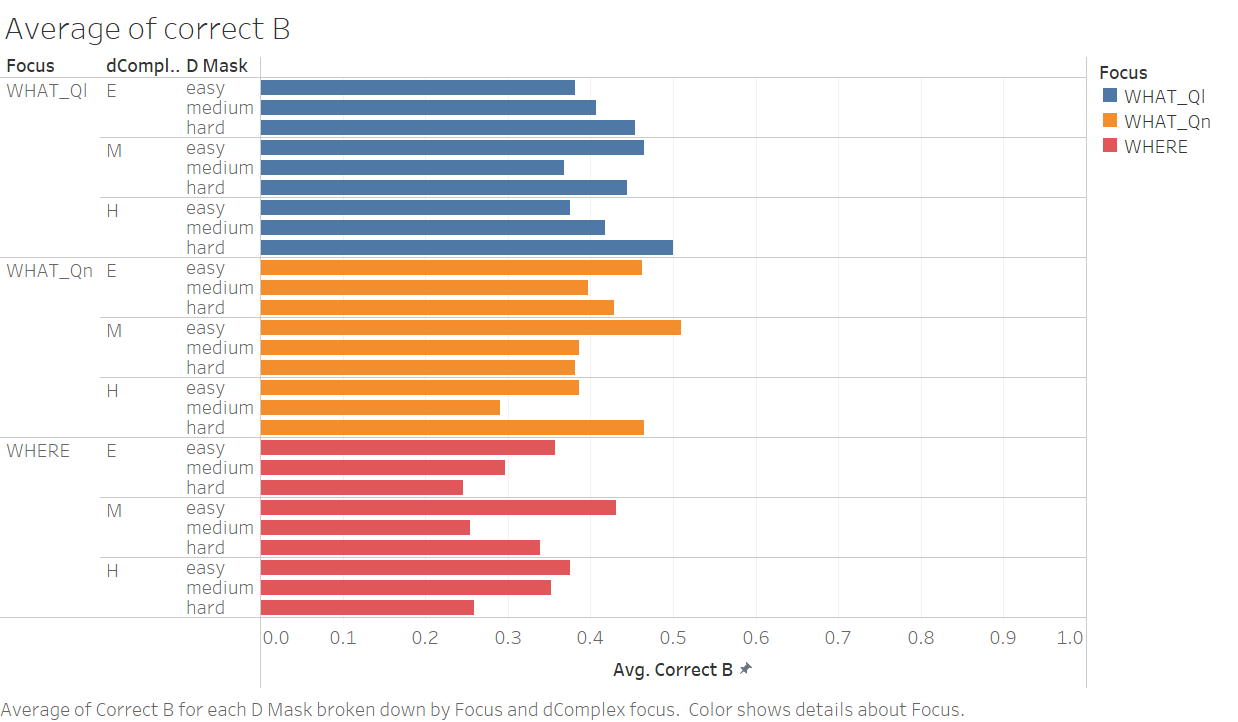 Average of correct B
Focus dCompl.. D Mask
WHAT_Ql E easy
medium
hard
M easy
medium
hard
H easy
medium
hard
WHAT_Qn E easy
medium
hard
M easy
medium
hard
H easy
medium
hard
WHERE E easy
medium
hard
M easy
medium
hard
H easy
medium
hard
0.0 0.1 0.2 0.3 0.4 0.5 0.6 0.7 0.8 0.9 1.0
Avg. Correct B
Focus
WHAT_Ql
WHAT_Qn
WHERE
Average of Correct B for each D Mask broken down by Focus and dComplex focus. Color shows details about Focus.